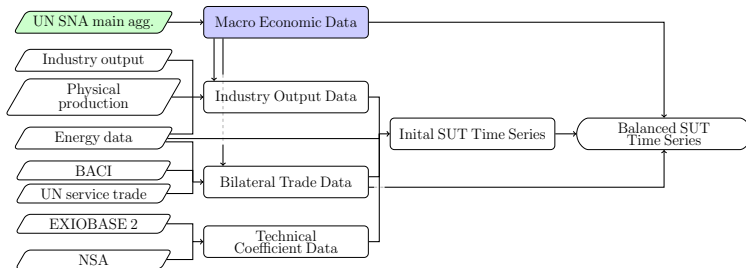 UN SNA main agg.
Macro Economic Data
Industry output
Physical
production
Industry Output Data
Energy data
Inital SUT Time Series
Balanced SUT
Time Series
BACI
UN service trade
Bilateral Trade Data
EXIOBASE 2
NSA
Technical
Coefficient Data